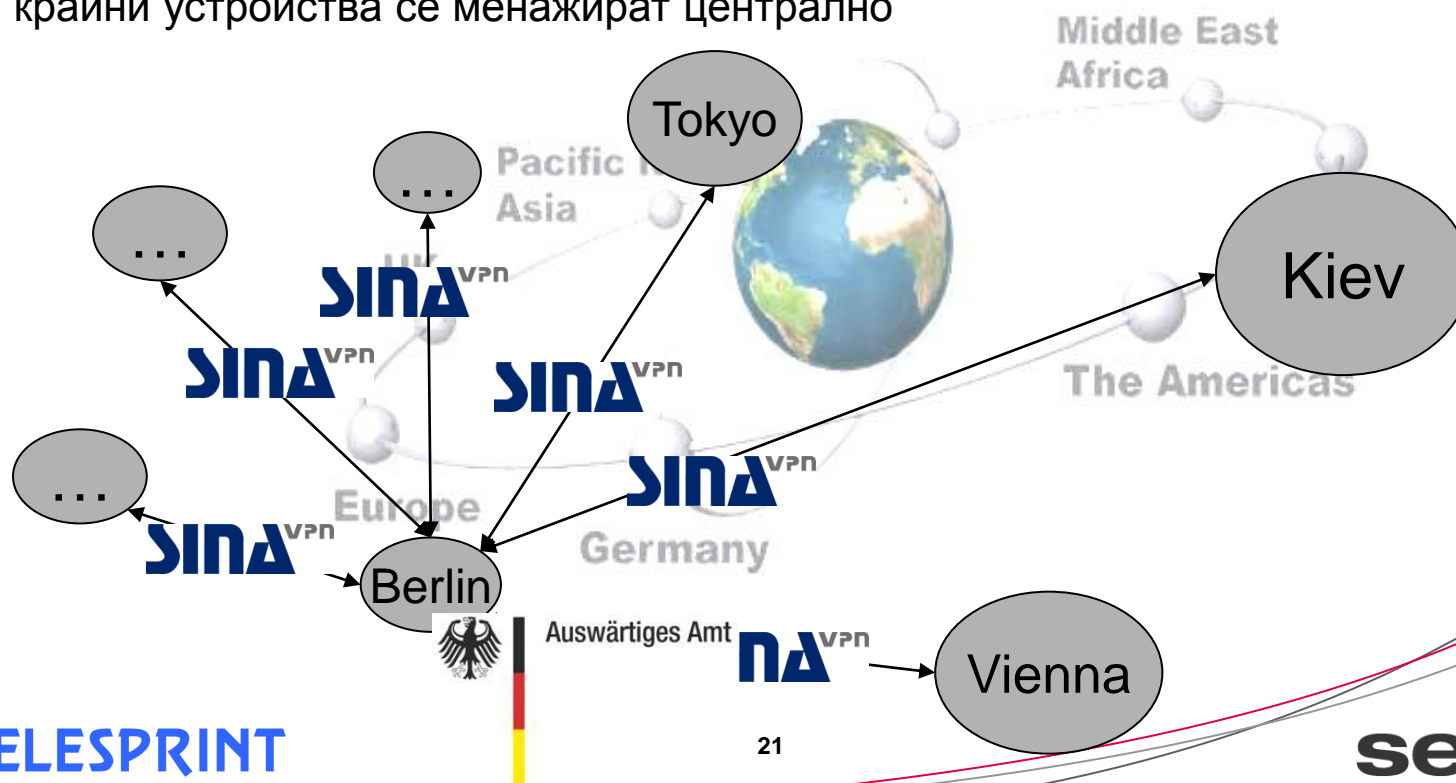 крайни устройства се менажират централно
Middle East
Africa
Tokyo
Pacific
Asia
...
...
UK
SINA VPN
Kiev
SINA VPN
SINA VPN
The Americas
SINA VPN
...
Europe
SINA VPN
Germany
Berlin
Auswärtiges Amt
NA VPN
Vienna
ELESPRINT
21
se